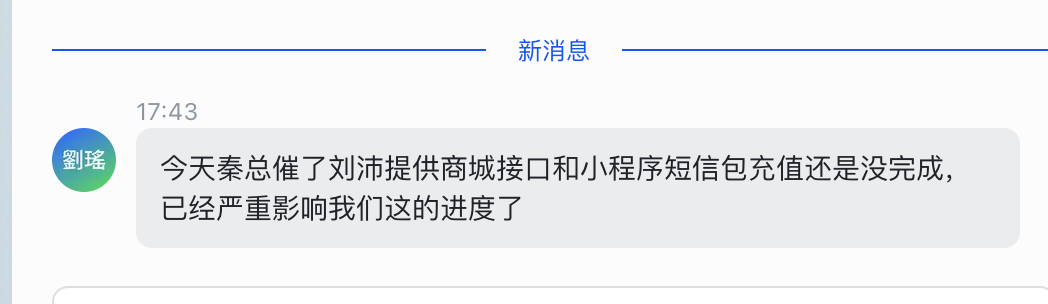 新消息
17:43
劉瑤
今天秦总催了刘沛提供商城接口和小程序短信包充值还是没完成，
已经严重影响我们这的进度了